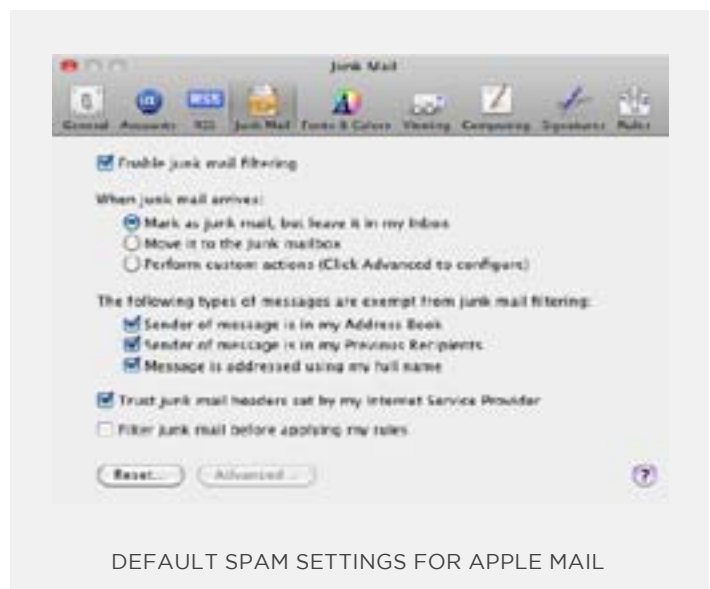 Junk Mail
General Accounts RSS Junk Mail Fonts & Colors Viewing Composing Signatures Rules
Enable junk mail filtering
When junk mail arrives:
Mark as junk mail, but leave it in my Inbox
Move it to the Junk mailbox
Perform custom actions (Click Advanced to configure)
The following types of messages are exempt from junk mail filtering:
Sender of message is in my Address Book
Sender of message is in my Previous Recipients
Message is addressed using my full name
Trust junk mail headers set by my Internet Service Provider
Filter junk mail before applying my rules
Reset... Advanced... ?
DEFAULT SPAM SETTINGS FOR APPLE MAIL